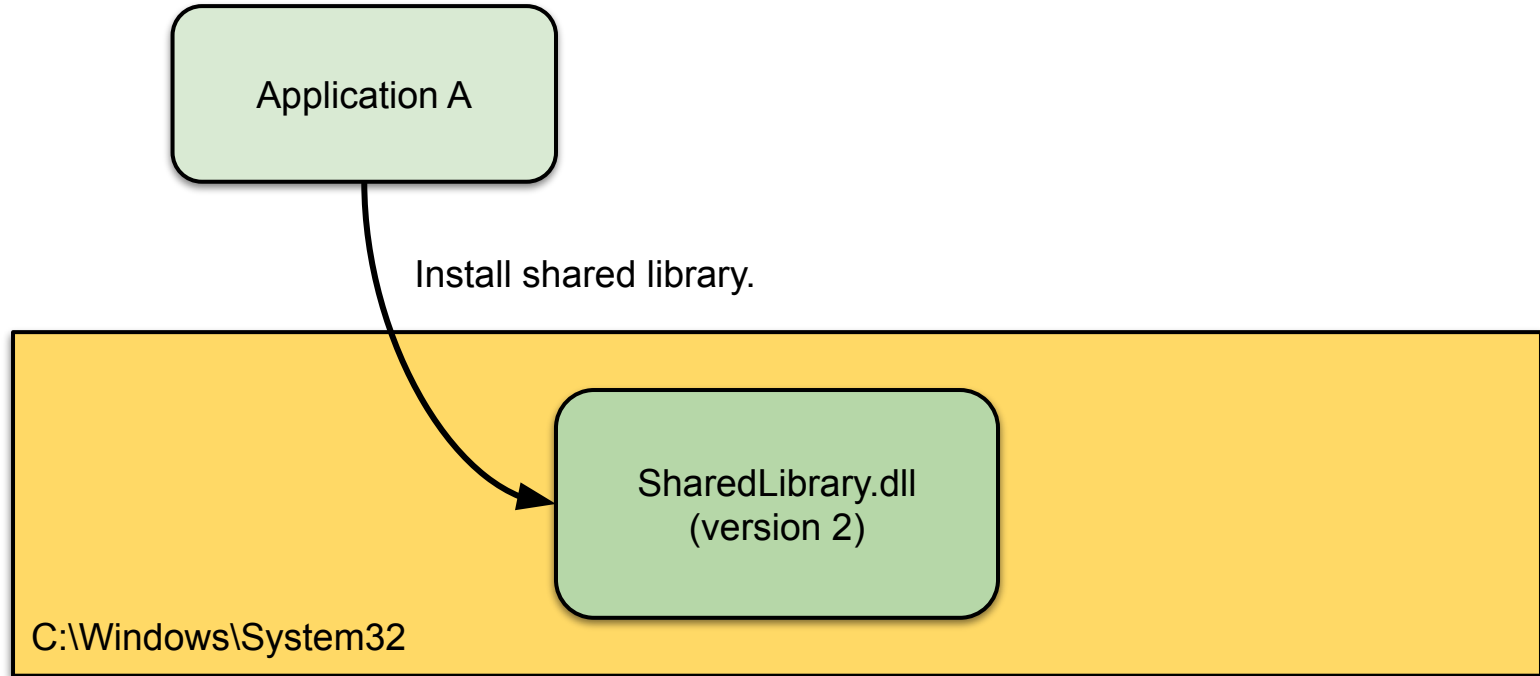 Application A
Install shared library.
SharedLibrary.dll
(version 2)
C:\Windows\System32